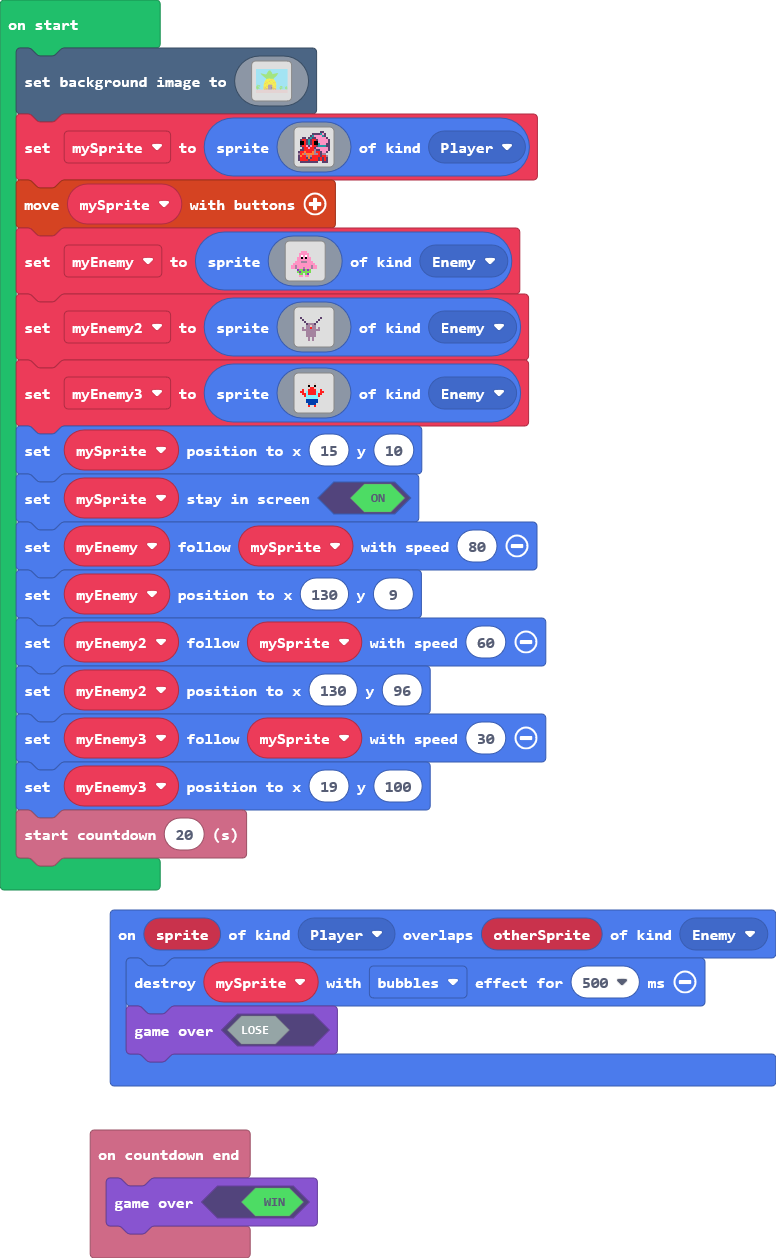 on start
set background image to
set mySprite to sprite of kind Player
move mySprite with buttons
set myEnemy to sprite of kind Enemy
set myEnemy2 to sprite of kind Enemy
set myEnemy3 to sprite of kind Enemy
set mySprite position to x 15 y 10
set mySprite stay in screen ON
set myEnemy follow mySprite with speed 80
set myEnemy position to x 130 y 9
set myEnemy2 follow mySprite with speed 60
set myEnemy2 position to x 130 y 96
set myEnemy3 follow mySprite with speed 30
set myEnemy3 position to x 19 y 100
start countdown 20 (s)
on sprite of kind Player overlaps otherSprite of kind Enemy
destroy mySprite with bubbles effect for 500 ms
game over LOSE
on countdown end
game over WIN